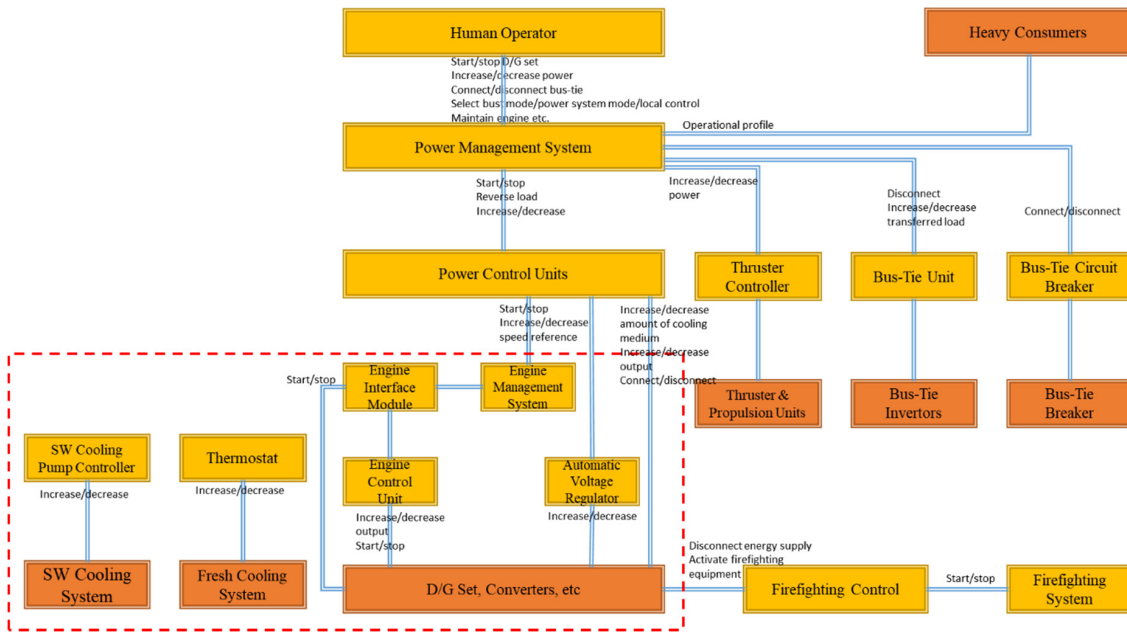 Human Operator
Heavy Consumers
Start/stop D/G set
Increase/decrease power
Connect/disconnect bus-tie
Select bust mode/power system mode/local control
Maintain engine etc.
Operational profile
Power Management System
Start/stop
Reverse load
Increase/decrease
Increase/decrease
power
Disconnect
Increase/decrease
transferred load
Connect/disconnect
Power Control Units
Thruster
Controller
Bus-Tie Unit
Bus-Tie Circuit
Breaker
Start/stop
Increase/decrease
speed reference
Increase/decrease
amount of cooling
medium
Increase/decrease
output
Connect/disconnect
Start/stop
Engine
Interface
Module
Engine
Management
System
Thruster &
Propulsion Units
Bus-Tie
Invertors
Bus-Tie
Breaker
SW Cooling
Pump Controller
Thermostat
Engine
Control
Unit
Automatic
Voltage
Regulator
Increase/decrease
Increase/decrease
Increase/decrease
output
Start/stop
Increase/decrease
SW Cooling
System
Fresh Cooling
System
D/G Set, Converters, etc
Disconnect energy supply
Activate firefighting
equipment
Firefighting Control
Start/stop
Firefighting
System